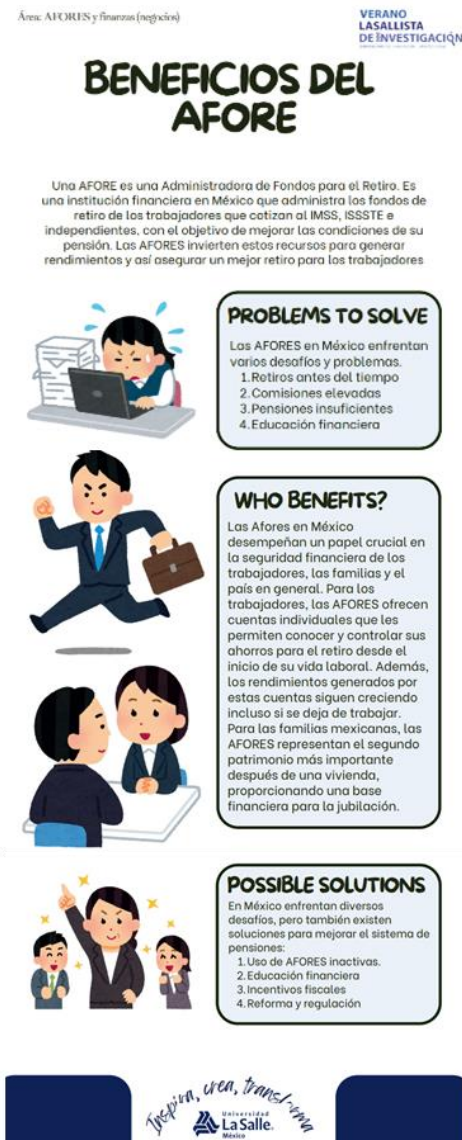 Área: AFORES y finanzas (negocios)
VERANO
LASALLISTA
DE INVESTIGACIÓN
BENEFICIOS DEL
AFORE
Una AFORE es una Administradora de Fondos para el Retiro. Es
una institución financiera en México que administra los fondos de
retiro de los trabajadores que cotizan al IMSS, ISSSTE e
independientes, con el objetivo de mejorar las condiciones de su
pensión. Las AFORES invierten estos recursos para generar
rendimientos y así asegurar un mejor retiro para los trabajadores
PROBLEMS TO SOLVE
Las AFORES en México enfrentan
varios desafíos y problemas.
1.Retiros antes del tiempo
2.Comisiones elevadas
3.Pensiones insuficientes
4.Educación financiera
WHO BENEFITS?
Las Afores en México
desempeñan un papel crucial en
la seguridad financiera de los
trabajadores, las familias y el
país en general. Para los
trabajadores, las AFORES ofrecen
cuentas individuales que les
permiten conocer y controlar sus
ahorros para el retiro desde el
inicio de su vida laboral. Además,
los rendimientos generados por
estas cuentas siguen creciendo
incluso si se deja de trabajar.
Para las familias mexicanas, las
AFORES representan el segundo
patrimonio más importante
después de una vivienda,
proporcionando una base
financiera para la jubilación.
POSSIBLE SOLUTIONS
En México enfrentan diversos
desafíos, pero también existen
soluciones para mejorar el sistema de
pensiones:
1.Uso de AFORES inactivas.
2.Educación financiera
3.Incentivos fiscales
4.Reforma y regulación
Inspira, crea, transforma
Universidad
La Salle.
México